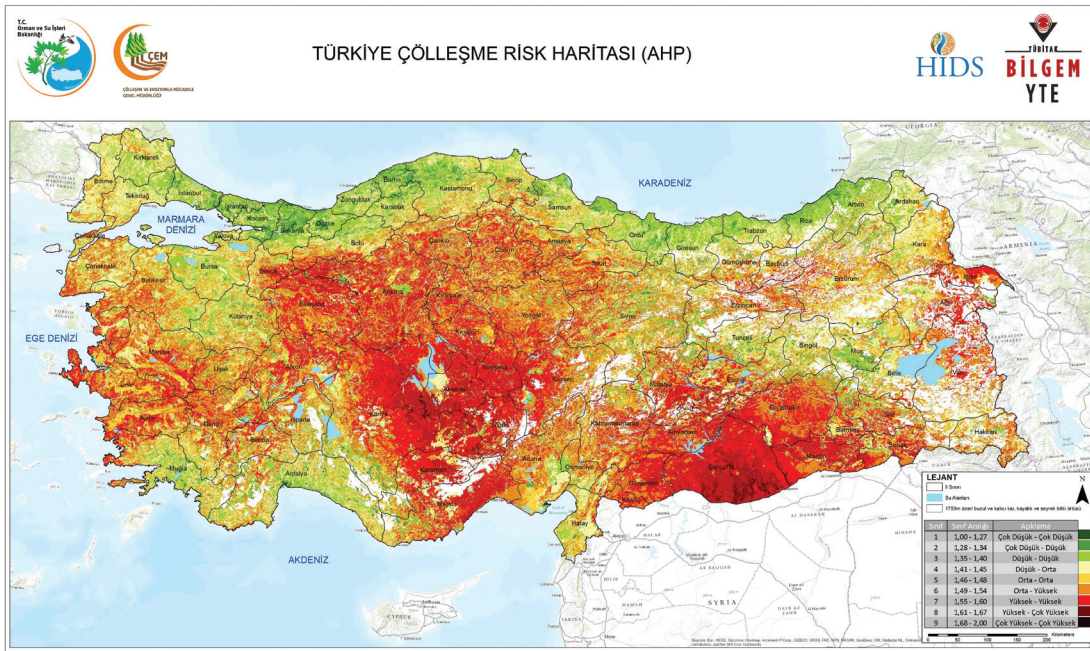 T.C.
Orman ve Su İşleri
Bakanlığı
ÇEM
ÇÖLLEŞME VE EROZYONLA MÜCADELE
GENEL MÜDÜRLÜĞÜ
TÜRKİYE ÇÖLLEŞME RİSK HARİTASI (AHP)
HIDS
TÜBİTAK
BİLGEM
YTE
KARADENİZ
MARMARA
DENİZİ
EGE DENİZİ
AKDENİZ
GEORGIA
ARMENIA
SYRIA
CYPRUS
Kırklareli
Edirne
Tekirdağ
İstanbul
İstanbul
Kocaeli
Yalova
Sakarya
Düzce
Zonguldak
Bartın
Karabük
Kastamonu
Sinop
Samsun
Bolu
Çankırı
Çorum
Amasya
Tokat
Ordu
Giresun
Trabzon
Rize
Artvin
Ardahan
Kars
Gümüşhane
Bayburt
Erzurum
Erzincan
Iğdır
Ağrı
Çanakkale
Çanakkale
Balıkesir
Bursa
Bilecik
Eskişehir
Kütahya
Ankara
Kırıkkale
Kırşehir
Yozgat
Sivas
Tunceli
Bingöl
Muş
Bitlis
Van
Manisa
İzmir
Uşak
Afyon
Aydın
Denizli
Isparta
Burdur
Muğla
Antalya
Konya
Aksaray
Nevşehir
Niğde
Kayseri
Karaman
Mersin
Adana
Osmaniye
Hatay
Kahramanmaraş
Malatya
Elazığ
Adıyaman
Gaziantep
Kilis
Şanlıurfa
Diyarbakır
Mardin
Batman
Siirt
Şırnak
Hakkari
LEJANT
İl Sınırı
Su Alanları
1700m üzeri buzul ve kalıcı kar, kayalık ve seyrek bitki örtüsü
N
Sınıf Sınıf Aralığı Açıklama
1 1,00 - 1,27 Çok Düşük - Çok Düşük
2 1,28 - 1,34 Çok Düşük - Düşük
3 1,35 - 1,40 Düşük - Düşük
4 1,41 - 1,45 Düşük - Orta
5 1,46 - 1,48 Orta - Orta
6 1,49 - 1,54 Orta - Yüksek
7 1,55 - 1,60 Yüksek - Yüksek
8 1,61 - 1,67 Yüksek - Çok Yüksek
9 1,68 - 2,00 Çok Yüksek - Çok Yüksek
0 50 100 150 200 Kilometers